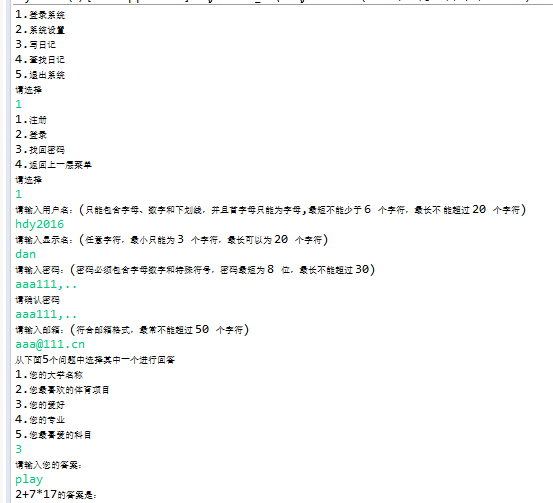 1.登录系统
2.系统设置
3.写日记
4.查找日记
5.退出系统
请选择
1
1.注册
2.登录
3.找回密码
4.返回上一层菜单
请选择
1
请输入用户名：(只能包含字母、数字和下划线，并且首字母只能为字母,最短不能少于6 个字符，最长不能超过20 个字符)
hdy2016
请输入显示名：(任意字符，最小只能为3 个字符，最长可以为20 个字符)
dan
请输入密码：(密码必须包含字母数字和特殊符号，密码最短为8 位，最长不能超过30)
aaa111,..
请确认密码
aaa111,..
请输入邮箱：(符合邮箱格式，最常不能超过50 个字符)
aaa@111.cn
从下面5个问题中选择其中一个进行回答
1.您的大学名称
2.您最喜欢的体育项目
3.您的爱好
4.您的专业
5.您最喜爱的科目
3
请输入您的答案：
play
2+7*17的答案是：